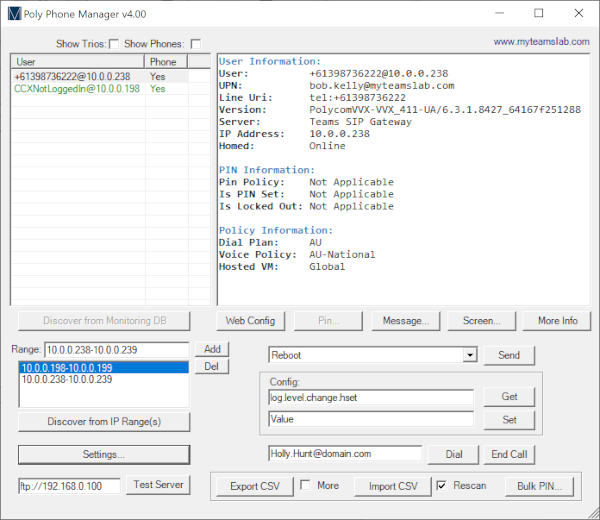 Poly Phone Manager v4.00
Show Trios: Show Phones:
www.myteamslab.com
User Phone
+61398736222@10.0.0.238 Yes
CCXNotLoggedIn@10.0.0.198 Yes
User Information:
User: +61398736222@10.0.0.238
UPN: bob.kelly@myteamslab.com
Line Uri: tel:+61398736222
Version: PolycomVVX-VVX_411-UA/6.3.1.8427_64167f251288
Server: Teams SIP Gateway
IP Address: 10.0.0.238
Homed: Online
PIN Information:
Pin Policy: Not Applicable
Is PIN Set: Not Applicable
Is Locked Out: Not Applicable
Policy Information:
Dial Plan: AU
Voice Policy: AU-National
Hosted VM: Global
Discover from Monitoring DB
Web Config Pin... Message... Screen... More Info
Range: 10.0.0.238-10.0.0.239 Add
Del
10.0.0.198-10.0.0.199
10.0.0.238-10.0.0.239
Discover from IP Range(s)
Settings...
ftp://192.168.0.100 Test Server
Reboot Send
Config:
log.level.change.hset Get
Value Set
Holly.Hunt@domain.com Dial End Call
Export CSV More Import CSV Rescan Bulk PIN...